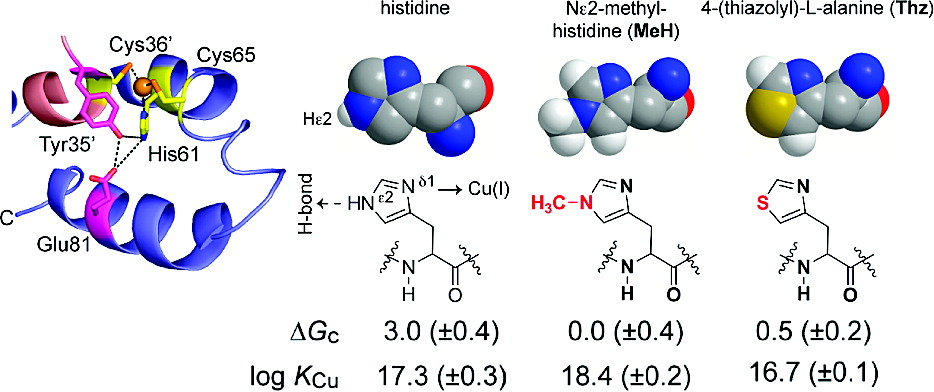 histidine
Nε2-methyl-
histidine (MeH)
4-(thiazolyl)-L-alanine (Thz)
Cys36'
Cys65
Tyr35'
His61
Glu81
C
Hε2
H-bond
HN
ε2
N
δ1
Cu(I)
N
H
O
H₃C
N
N
N
H
O
S
N
N
H
O
ΔGc 3.0 (±0.4) 0.0 (±0.4) 0.5 (±0.2)
log KCu 17.3 (±0.3) 18.4 (±0.2) 16.7 (±0.1)